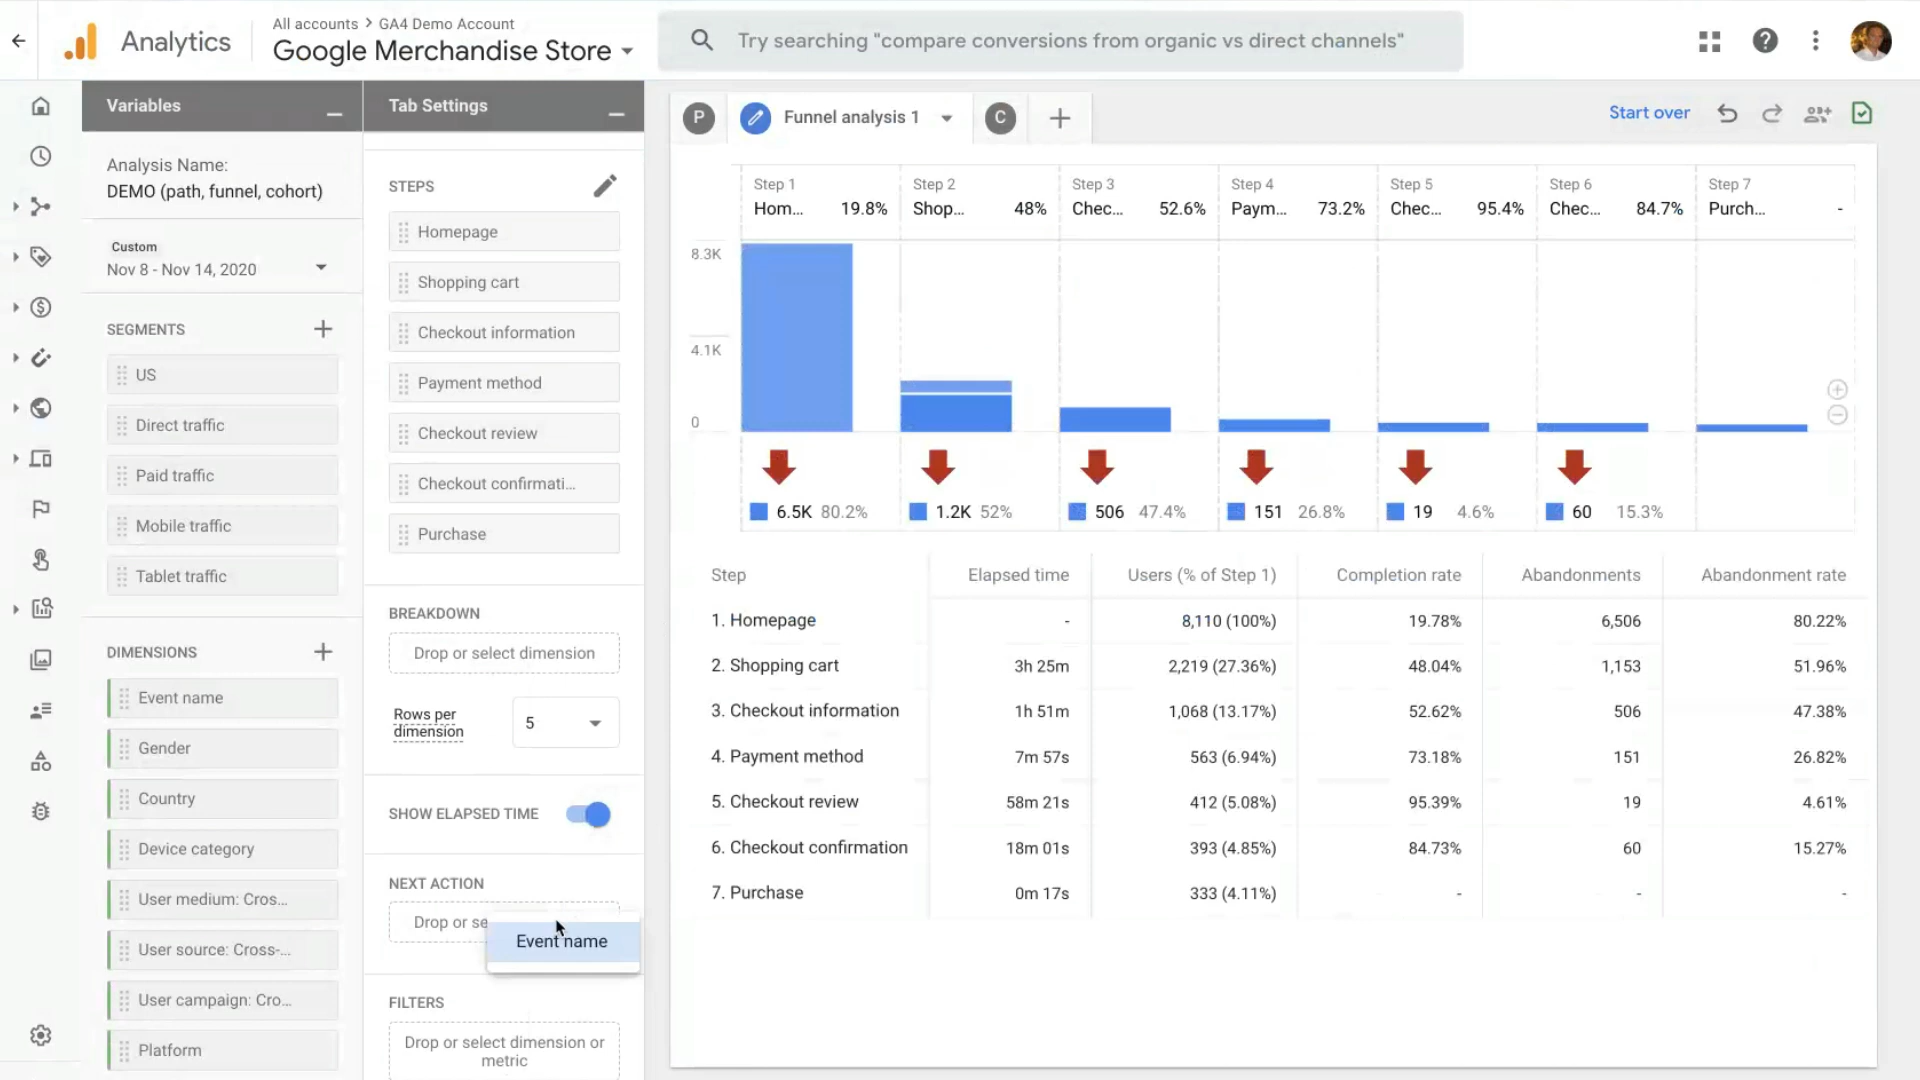 All accounts > GA4 Demo Account
Analytics
Google Merchandise Store
Try searching "compare conversions from organic vs direct channels"
Variables
Analysis Name:
DEMO (path, funnel, cohort)
Custom
Nov 8 - Nov 14, 2020
SEGMENTS
US
Direct traffic
Paid traffic
Mobile traffic
Tablet traffic
DIMENSIONS
Event name
Gender
Country
Device category
User medium: Cros...
User source: Cross-...
User campaign: Cro...
Platform
Tab Settings
STEPS
Homepage
Shopping cart
Checkout information
Payment method
Checkout review
Checkout confirmati...
Purchase
BREAKDOWN
Drop or select dimension
Rows per
dimension
5
SHOW ELAPSED TIME
NEXT ACTION
Drop or se
Event name
FILTERS
Drop or select dimension or
metric
P
Funnel analysis 1
C
Start over
Step 1 Step 2 Step 3 Step 4 Step 5 Step 6 Step 7
Hom... 19.8% Shop... 48% Chec... 52.6% Paym... 73.2% Chec... 95.4% Chec... 84.7% Purch... -
8.3K
4.1K
0
6.5K 80.2% 1.2K 52% 506 47.4% 151 26.8% 19 4.6% 60 15.3%
Step Elapsed time Users (% of Step 1) Completion rate Abandonments Abandonment rate
1. Homepage - 8,110 (100%) 19.78% 6,506 80.22%
2. Shopping cart 3h 25m 2,219 (27.36%) 48.04% 1,153 51.96%
3. Checkout information 1h 51m 1,068 (13.17%) 52.62% 506 47.38%
4. Payment method 7m 57s 563 (6.94%) 73.18% 151 26.82%
5. Checkout review 58m 21s 412 (5.08%) 95.39% 19 4.61%
6. Checkout confirmation 18m 01s 393 (4.85%) 84.73% 60 15.27%
7. Purchase 0m 17s 333 (4.11%) - - -